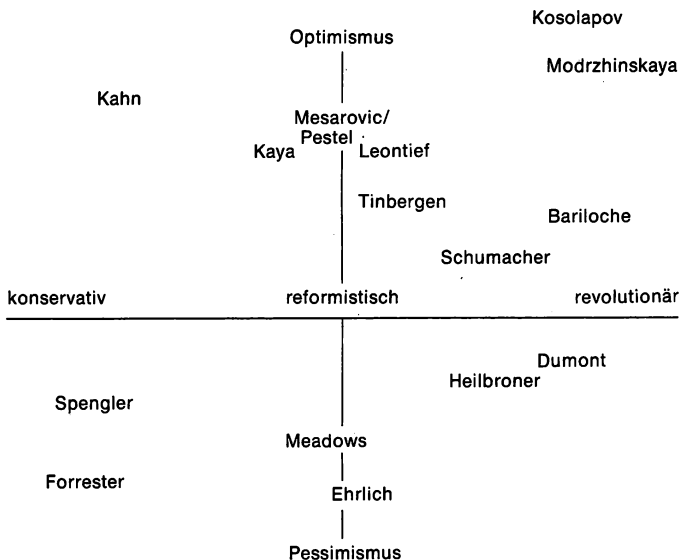 Kosolapov
Optimismus
Modrzhinskaya
Kahn
Mesarovic/
Pestel
Kaya
Leontief
Tinbergen
Bariloche
Schumacher
konservativ
reformistisch
revolutionär
Dumont
Heilbroner
Spengler
Meadows
Forrester
Ehrlich
Pessimismus